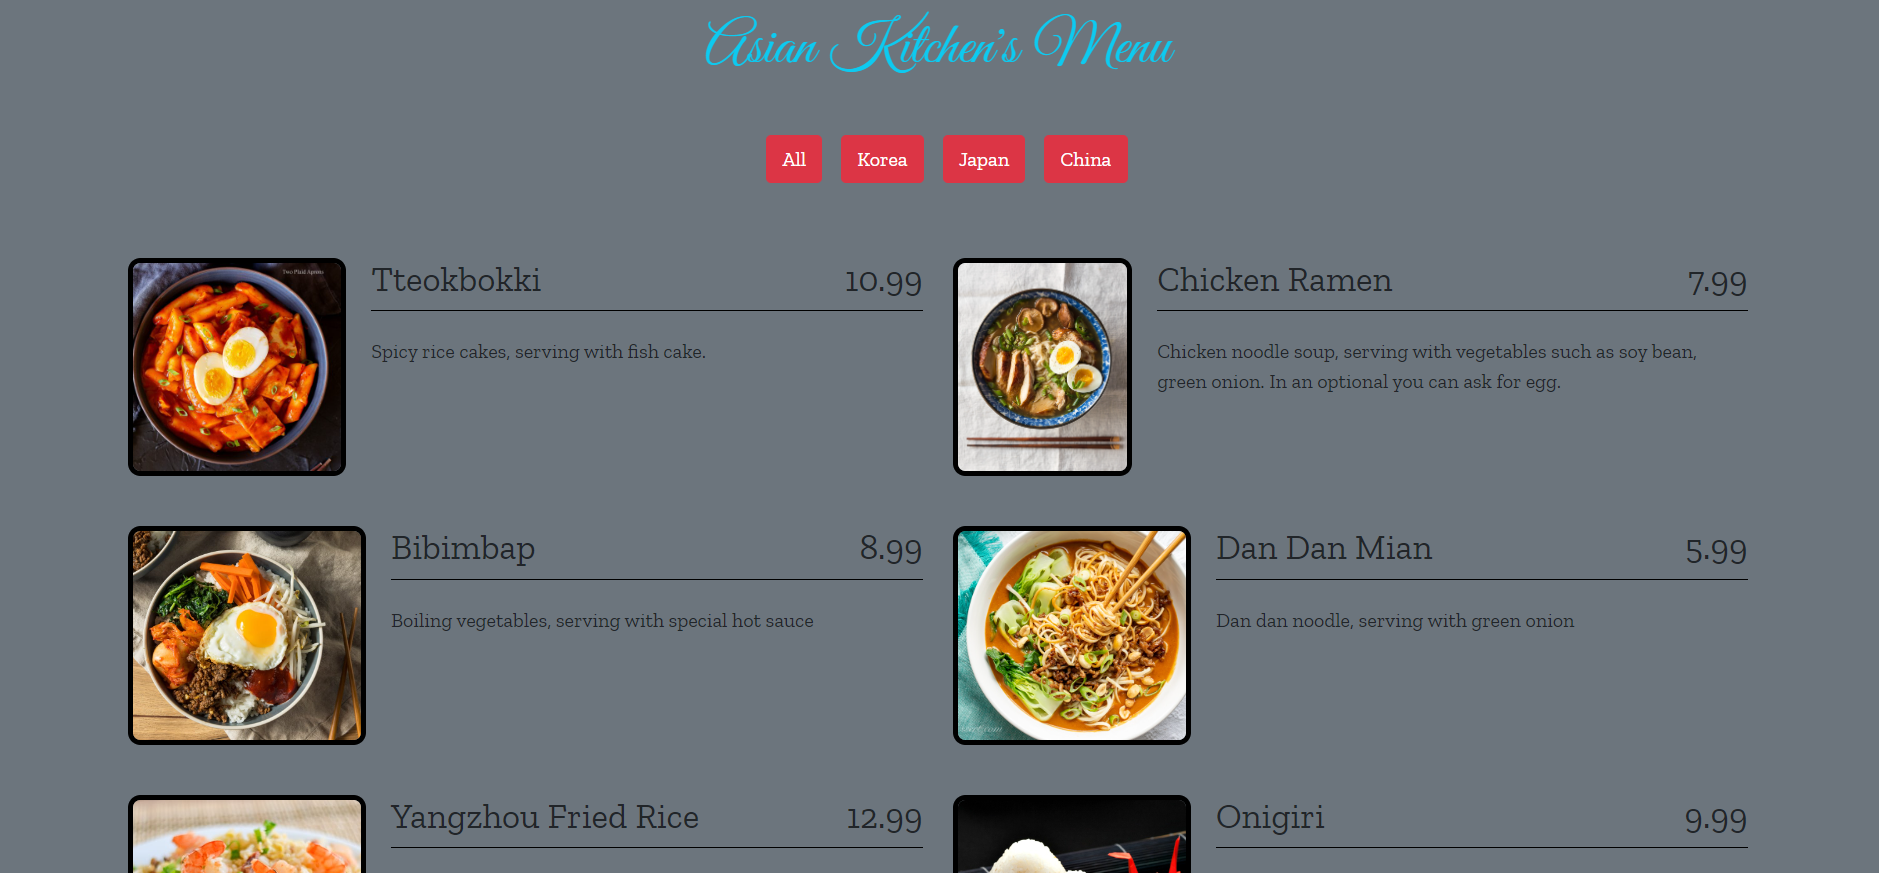 Asian Kitchen's Menu
All
Korea
Japan
China
Two Plaid Aprons
Tteokbokki
10.99
Spicy rice cakes, serving with fish cake.
Chicken Ramen
7.99
Chicken noodle soup, serving with vegetables such as soy bean,
green onion. In an optional you can ask for egg.
Bibimbap
8.99
Boiling vegetables, serving with special hot sauce
Dan Dan Mian
5.99
Dan dan noodle, serving with green onion
Yangzhou Fried Rice
12.99
Onigiri
9.99